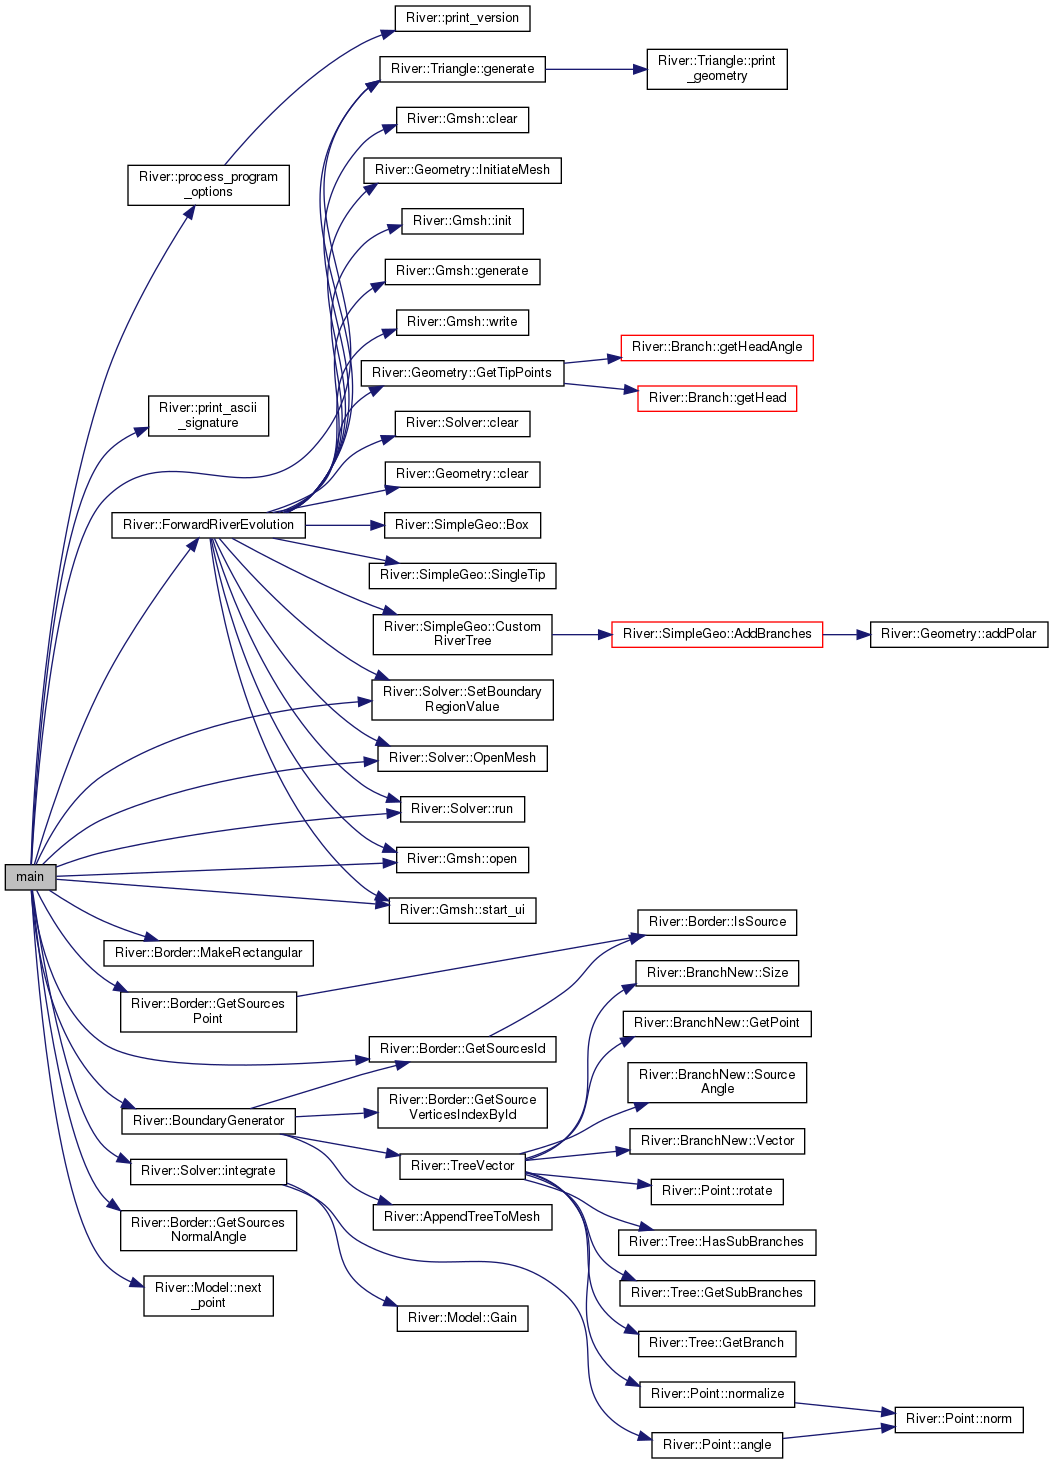 River::print_version
River::Triangle::generate
River::Triangle::print
_geometry
River::Gmsh::clear
River::Geometry::InitiateMesh
River::process_program
_options
River::Gmsh::init
River::Gmsh::generate
River::Gmsh::write
River::Branch::getHeadAngle
River::Geometry::GetTipPoints
River::Branch::getHead
River::print_ascii
_signature
River::Solver::clear
River::Geometry::clear
River::ForwardRiverEvolution
River::SimpleGeo::Box
River::SimpleGeo::SingleTip
River::SimpleGeo::Custom
RiverTree
River::SimpleGeo::AddBranches
River::Geometry::addPolar
River::Solver::SetBoundary
RegionValue
River::Solver::OpenMesh
River::Solver::run
River::Gmsh::open
main
River::Gmsh::start_ui
River::Border::IsSource
River::Border::MakeRectangular
River::BranchNew::Size
River::Border::GetSources
Point
River::BranchNew::GetPoint
River::Border::GetSourcesId
River::BranchNew::Source
Angle
River::Border::GetSource
VerticesIndexById
River::BoundaryGenerator
River::BranchNew::Vector
River::TreeVector
River::Solver::integrate
River::Point::rotate
River::AppendTreeToMesh
River::Border::GetSources
NormalAngle
River::Tree::HasSubBranches
River::Model::next
_point
River::Tree::GetSubBranches
River::Model::Gain
River::Tree::GetBranch
River::Point::normalize
River::Point::norm
River::Point::angle